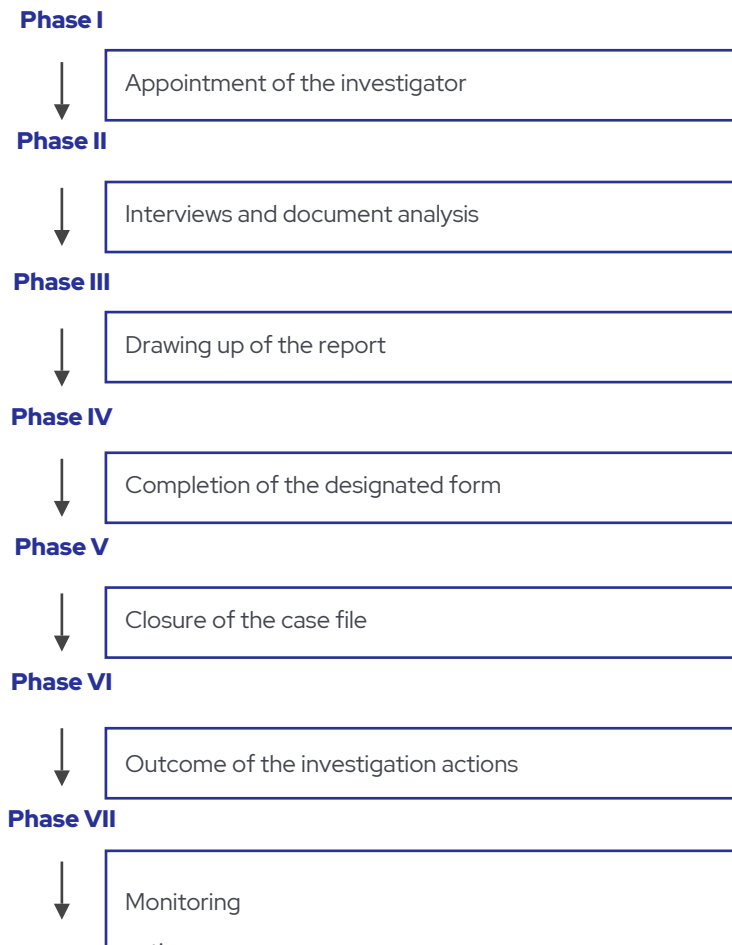 Phase I
Appointment of the investigator
Phase II
Interviews and document analysis
Phase III
Drawing up of the report
Phase IV
Completion of the designated form
Phase V
Closure of the case file
Phase VI
Outcome of the investigation actions
Phase VII
Monitoring